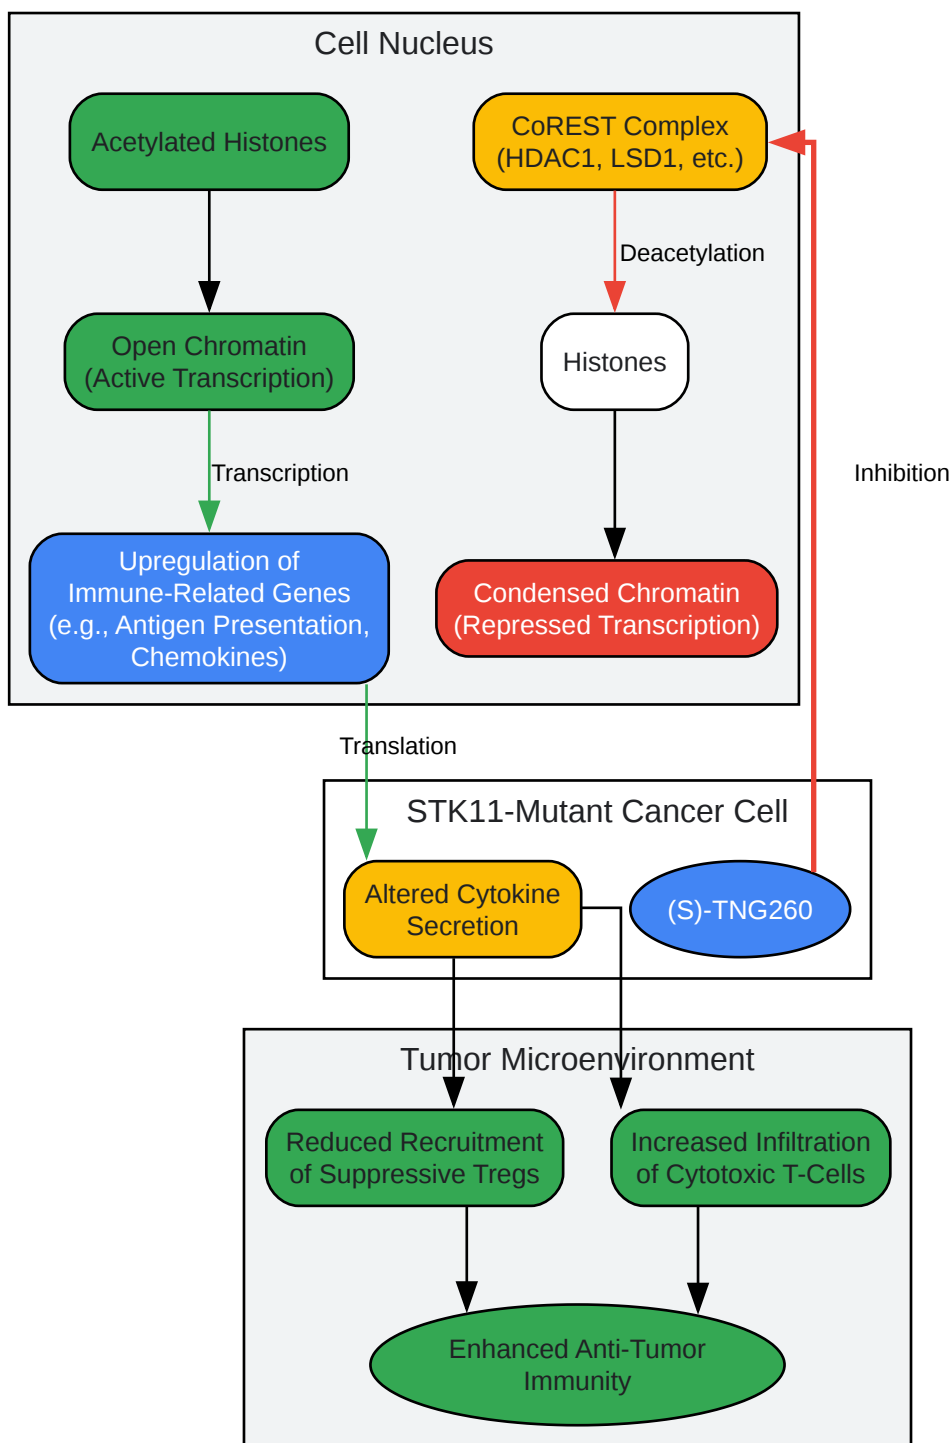 Cell Nucleus
Acetylated Histones
CoREST Complex
(HDAC1, LSD1, etc.)
Deacetylation
Open Chromatin
(Active Transcription)
Histones
Transcription
Inhibition
Upregulation of
Immune-Related Genes
(e.g., Antigen Presentation,
Chemokines)
Condensed Chromatin
(Repressed Transcription)
Translation
STK11-Mutant Cancer Cell
Altered Cytokine
Secretion
(S)-TNG260
Tumor Microenvironment
Reduced Recruitment
of Suppressive Tregs
Increased Infiltration
of Cytotoxic T-Cells
Enhanced Anti-Tumor
Immunity